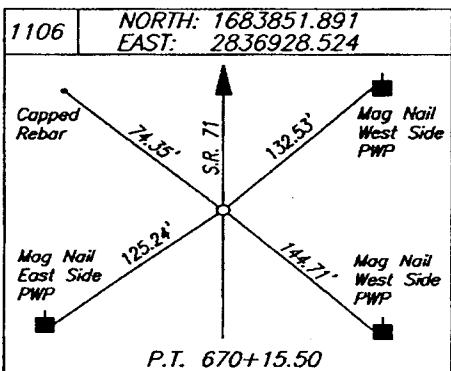 1106
NORTH: 1683851.891
EAST: 2836928.524
Capped
Rebar
74.35'
S.R. 71
132.53'
Mag Nail
West Side
PWP
Mag Nail
East Side
PWP
125.24'
144.71'
Mag Nail
West Side
PWP
P.T. 670+15.50